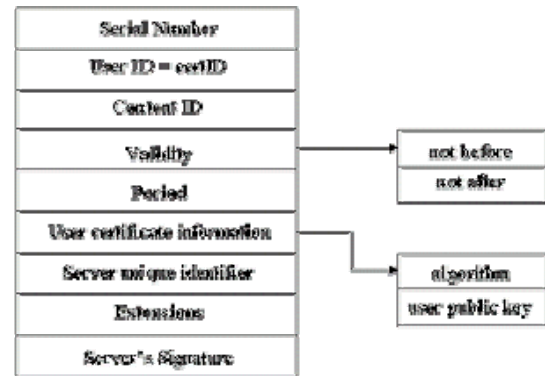 Serial Number
User ID = certID
Content ID
Validity
Period
User certificate information
Server unique identifier
Extensions
Server's Signature
not before
not after
algorithm
user public key